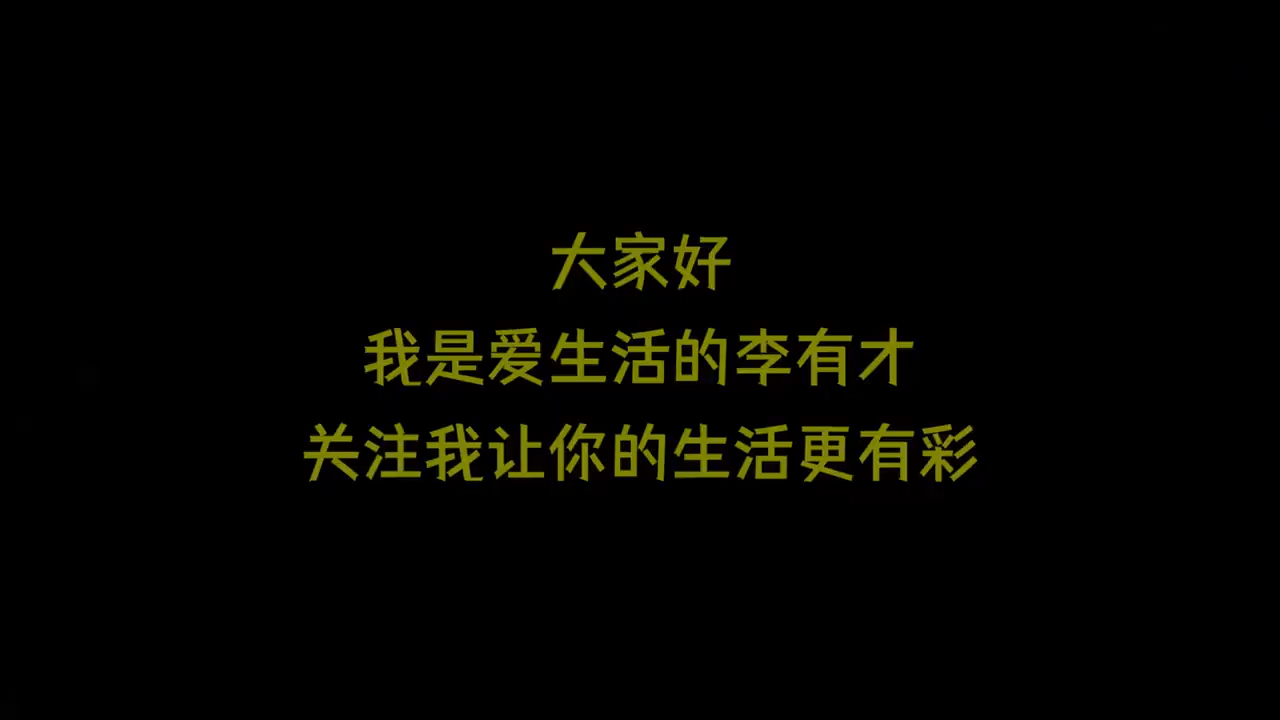 大家好
我是爱生活的李有才
关注我让你的生活更有彩